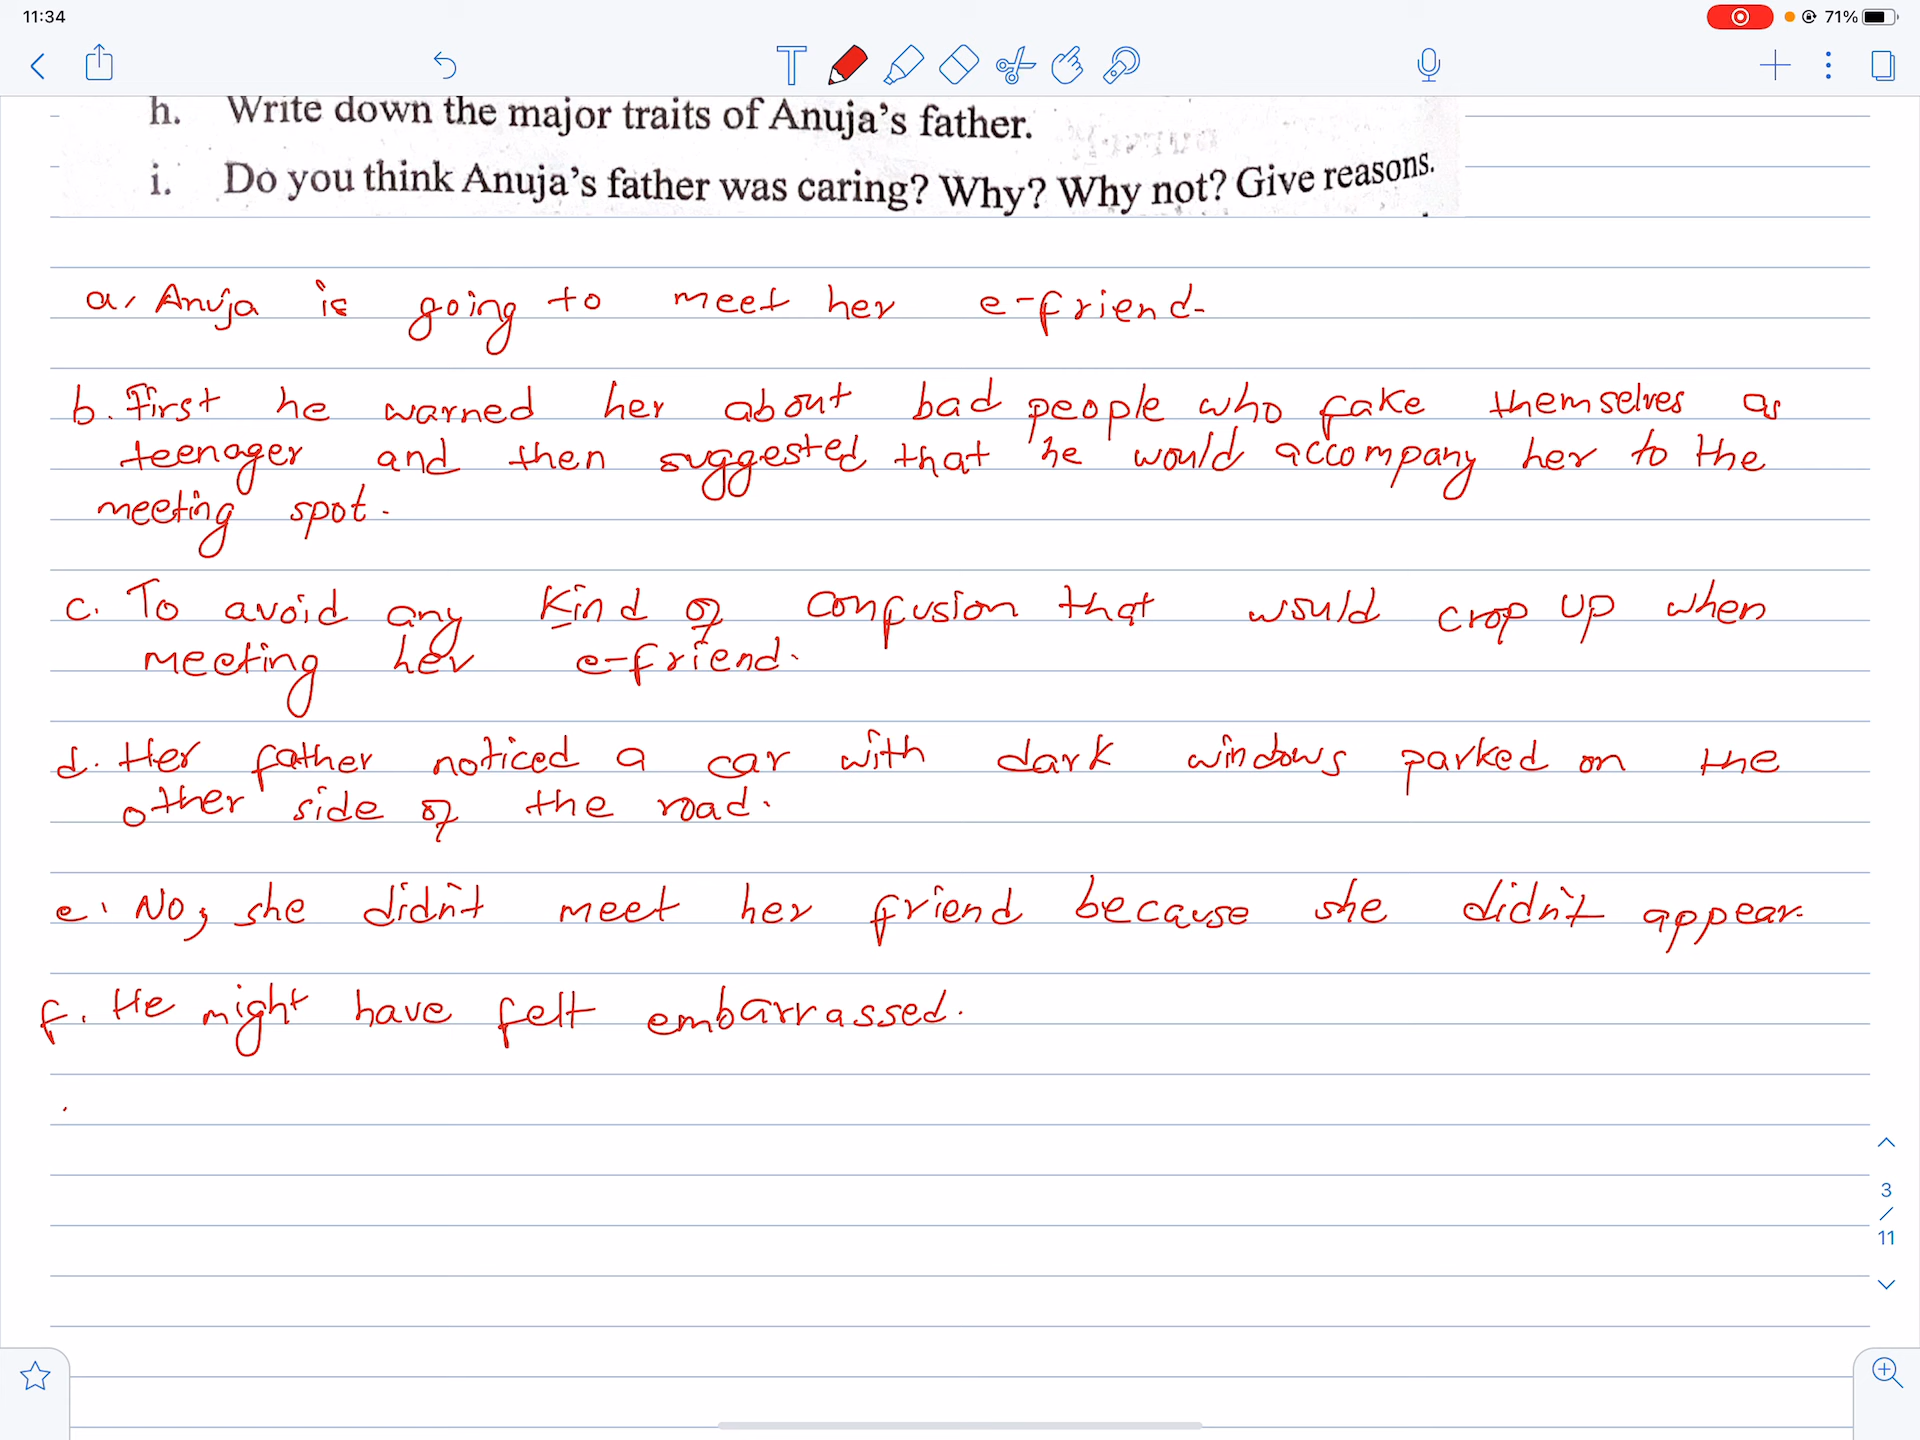 11:34
71%
h. Write down the major traits of Anuja's father.
i. Do you think Anuja's father was caring? Why? Why not? Give reasons.
a. Anuja is going to meet her e-friend.
b. First he warned her about bad people who fake themselves as
teenager and then suggested that he would accompany her to the
meeting spot.
c. To avoid any kind of confusion that would crop up when
meeting her e-friend.
d. Her father noticed a car with dark windows parked on the
other side of the road.
e. No, she didn't meet her friend because she didn't appear.
f. He might have felt embarrassed.
3
/
11